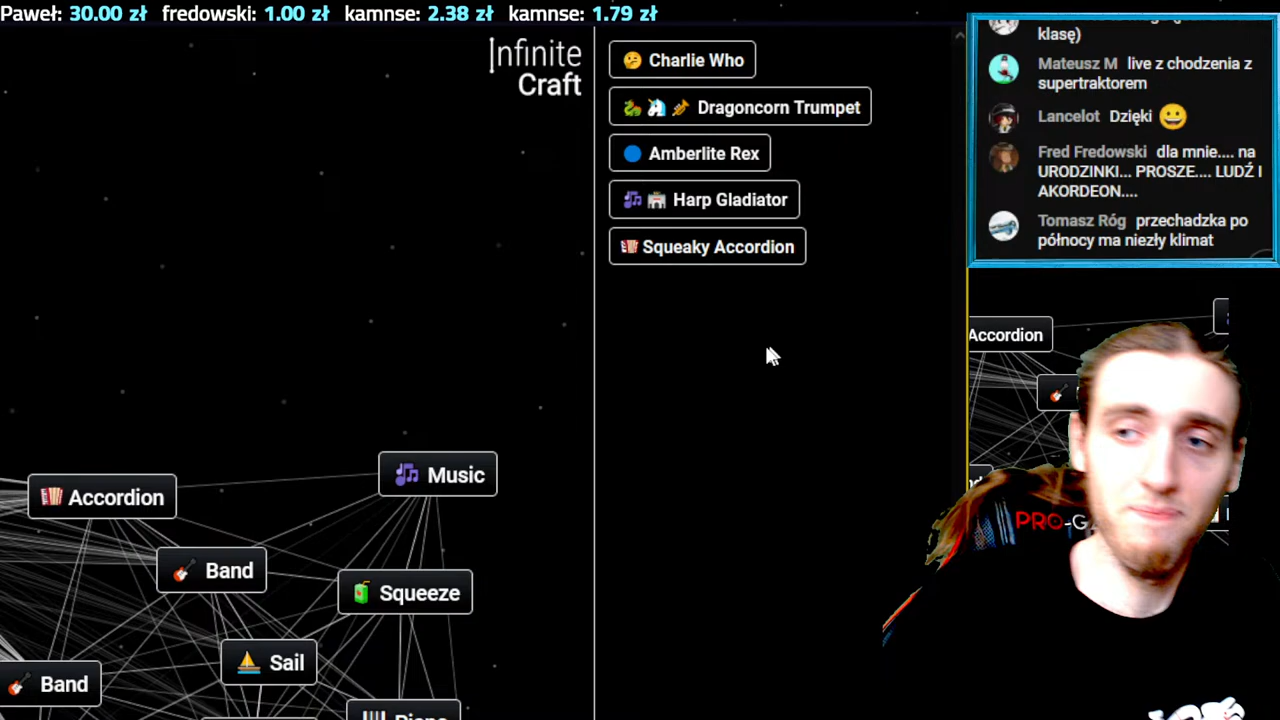 Paweł: 30.00 zł fredowski: 1.00 zł kamnse: 2.38 zł kamnse: 1.79 zł
Infinite
Craft
🤔 Charlie Who
🐉 🦄 🎺 Dragoncorn Trumpet
🔵 Amberlite Rex
🎶 🏟️ Harp Gladiator
🪗 Squeaky Accordion
🪗 Accordion
🎶 Music
🎸 Band
🧃 Squeeze
⛵ Sail
🎸 Band
klasę)
Mateusz M live z chodzenia z
supertraktorem
Lancelot Dzięki 😀
Fred Fredowski dla mnie.... na
URODZINKI... PROSZE.... LUDŹ I
AKORDEON....
Tomasz Róg przechadzka po
północy ma niezły klimat
Accordion